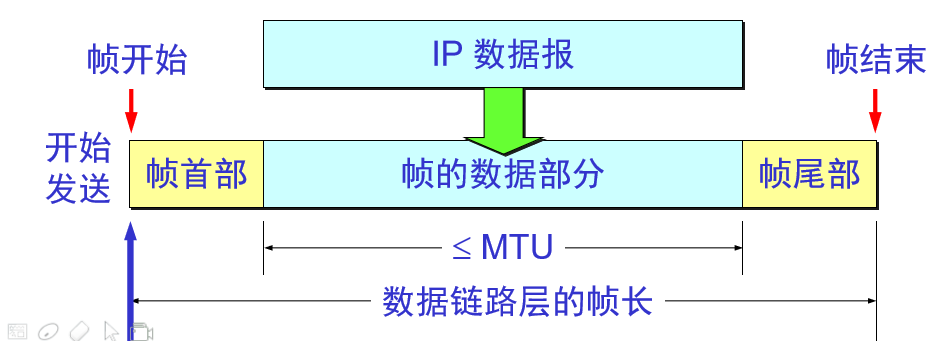 IP 数据报
帧开始
帧结束
开始
发送
帧首部
帧的数据部分
帧尾部
≤ MTU
数据链路层的帧长